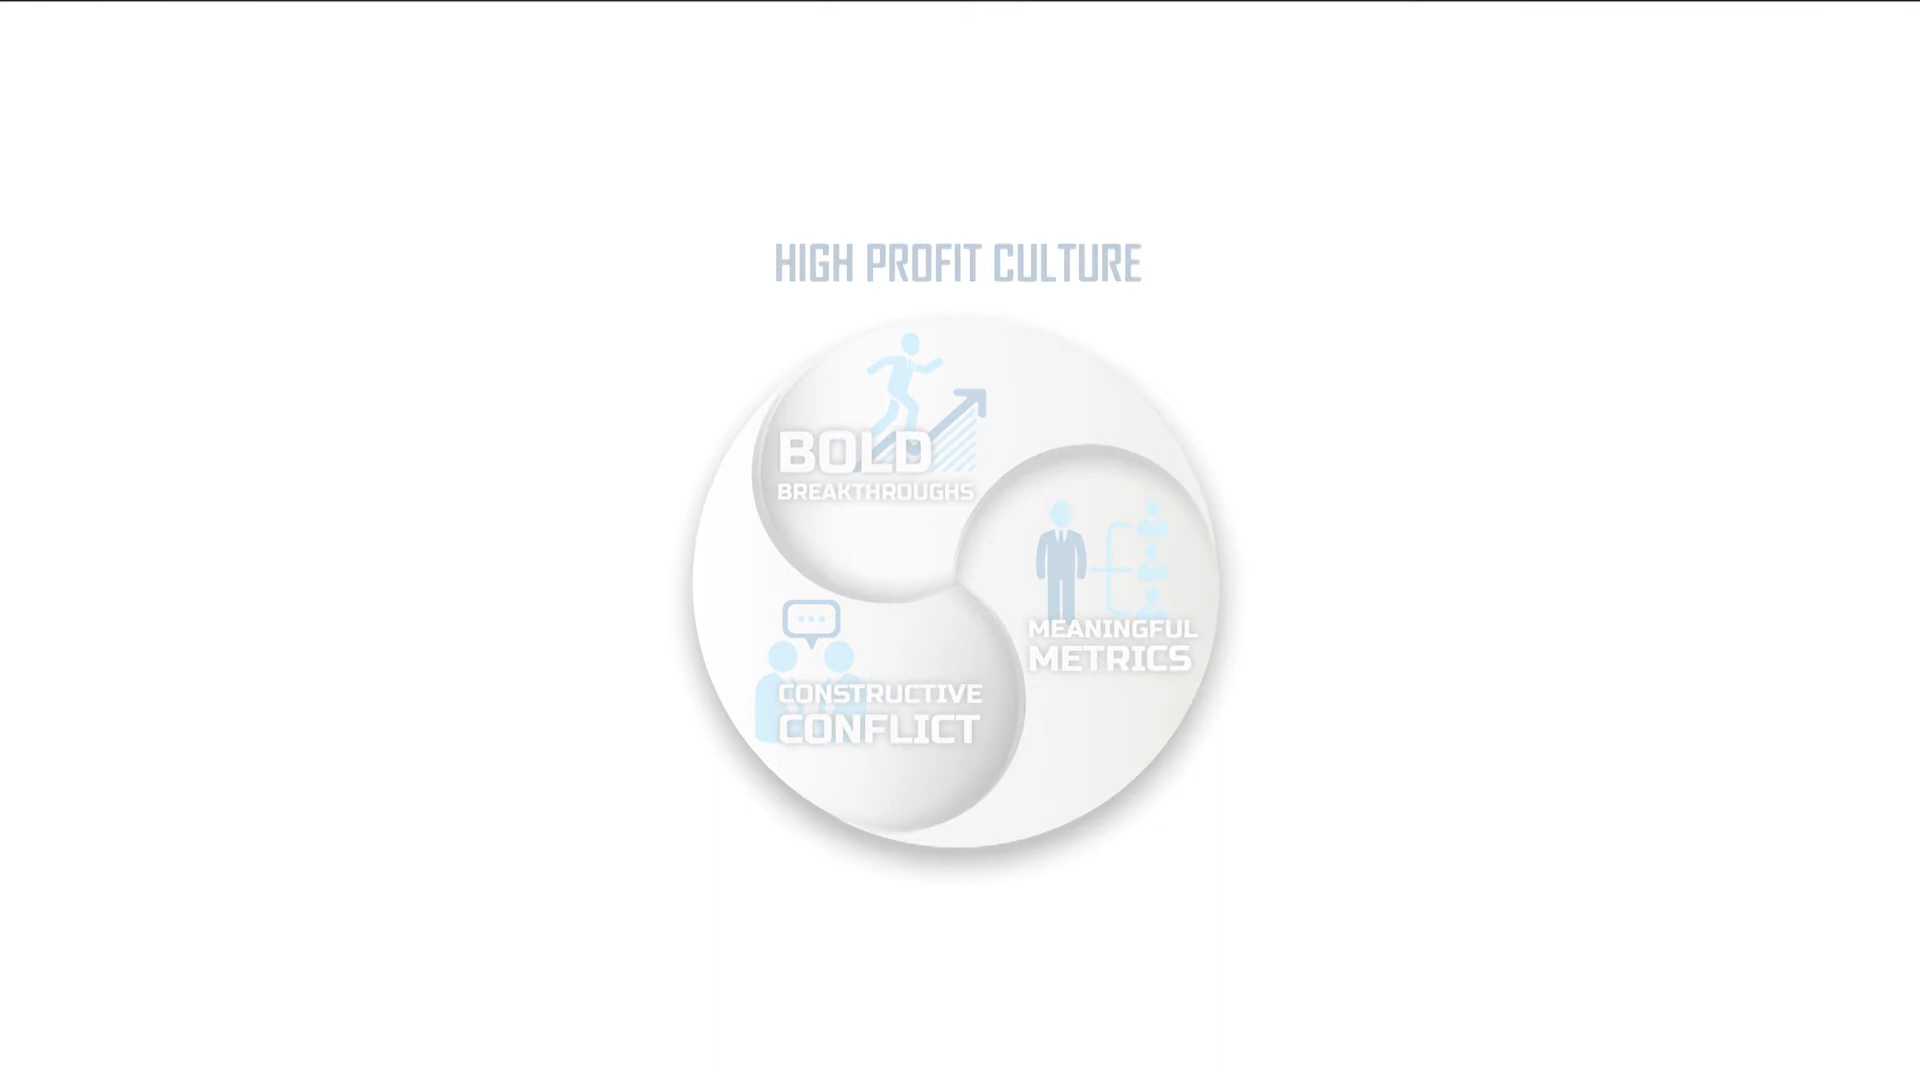 HIGH PROFIT CULTURE
BOLD
BREAKTHROUGHS
MEANINGFUL
METRICS
CONSTRUCTIVE
CONFLICT